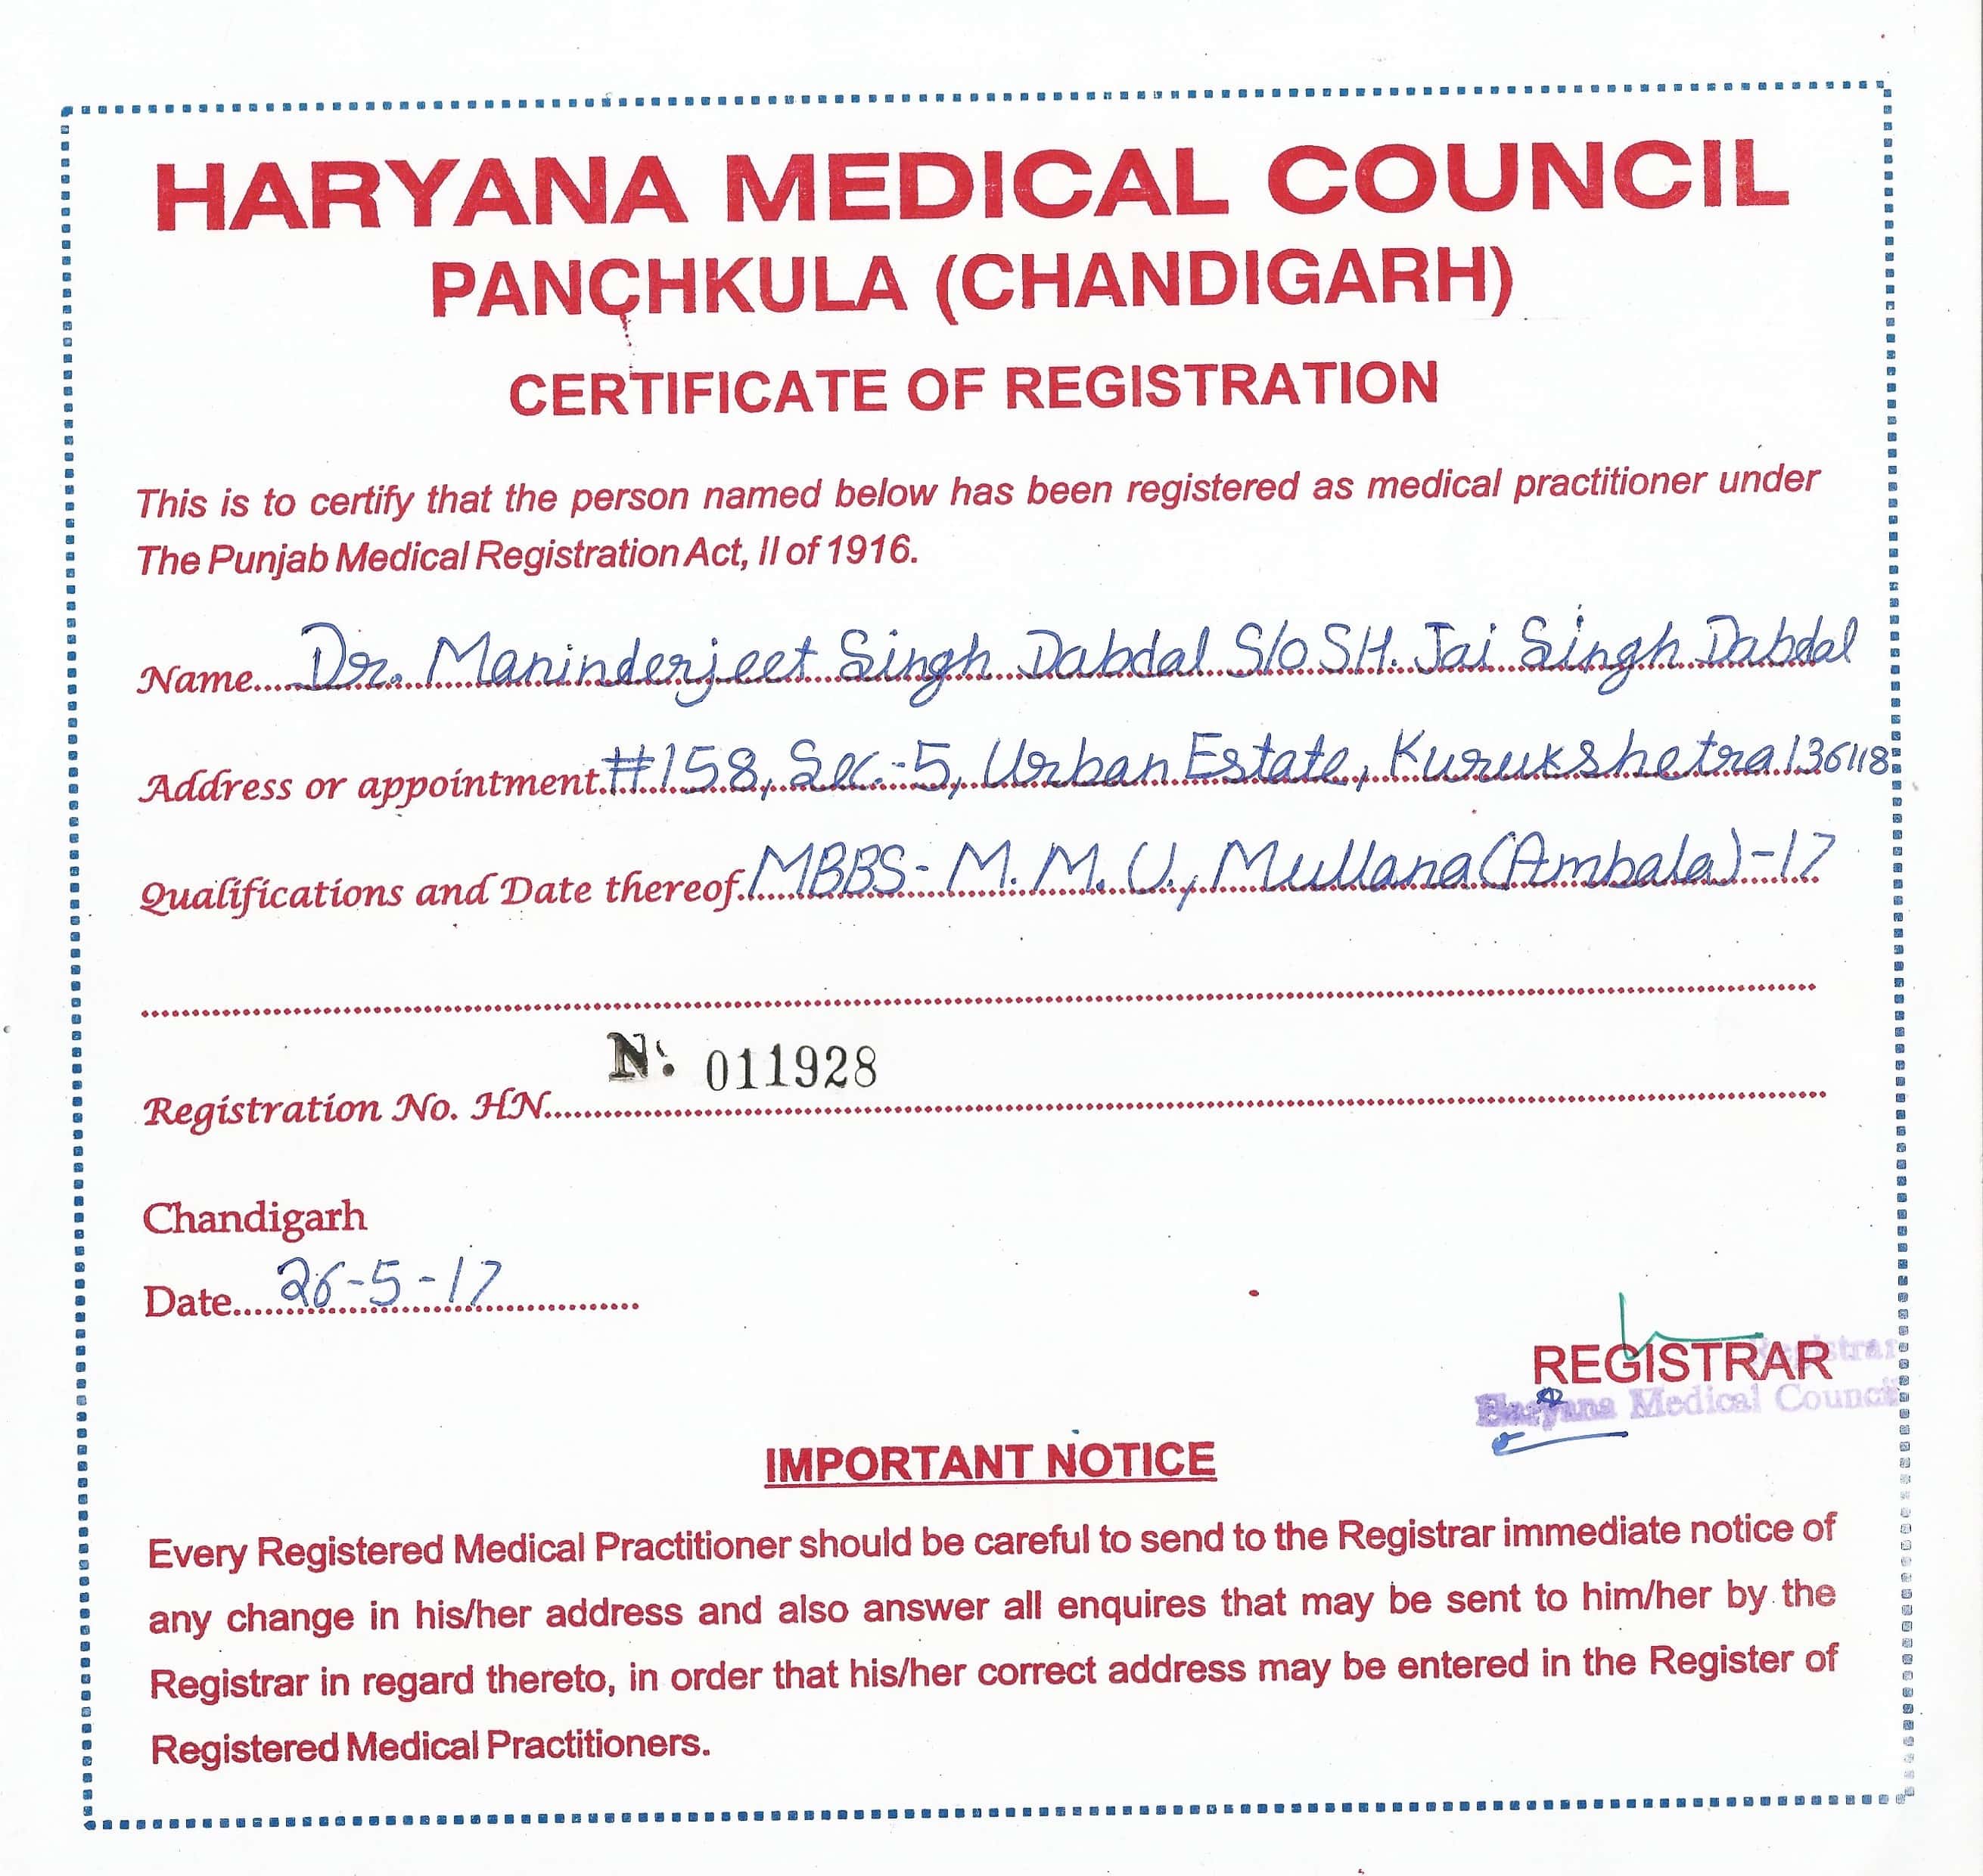 HARYANA MEDICAL COUNCIL
PANCHKULA (CHANDIGARH)
CERTIFICATE OF REGISTRATION
This is to certify that the person named below has been registered as medical practitioner under
The Punjab Medical Registration Act, II of 1916.
Name....Dr. Maninderjeet Singh Dabdal S/o SH. Jai Singh Dabdal
Address or appointment.#158, Sec.-5, Urban Estate, Kurukshetra 136118
Qualifications and Date thereof.MBBS- M. M. U., Mullana (Ambala)-17
Nº 011928
Registration No. HN.
Chandigarh
Date....26-5-17
REGISTRAR
Registrar
Haryana Medical Council
IMPORTANT NOTICE
Every Registered Medical Practitioner should be careful to send to the Registrar immediate notice of
any change in his/her address and also answer all enquires that may be sent to him/her by the
Registrar in regard thereto, in order that his/her correct address may be entered in the Register of
Registered Medical Practitioners.